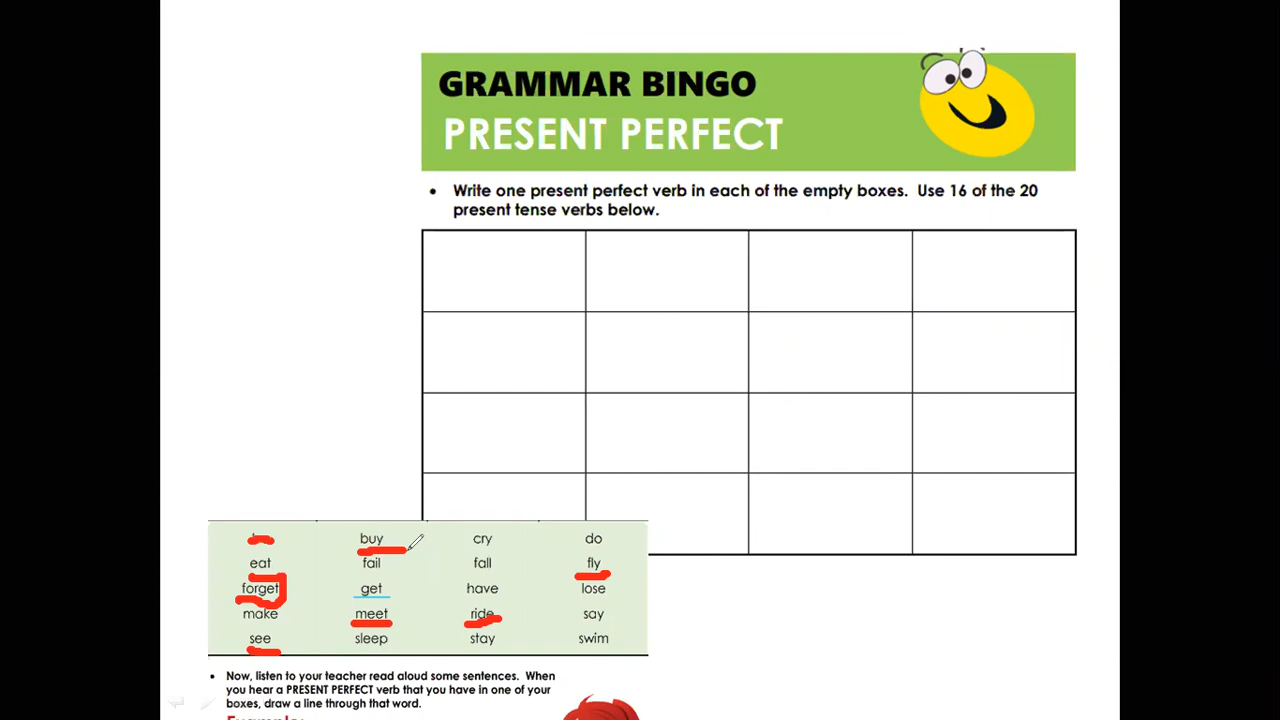 GRAMMAR BINGO
PRESENT PERFECT
• Write one present perfect verb in each of the empty boxes. Use 16 of the 20
present tense verbs below.
buy cry do
eat fail fall fly
forget get have lose
make meet ride say
see sleep stay swim
• Now, listen to your teacher read aloud some sentences. When
you hear a PRESENT PERFECT verb that you have in one of your
boxes, draw a line through that word.
Example: